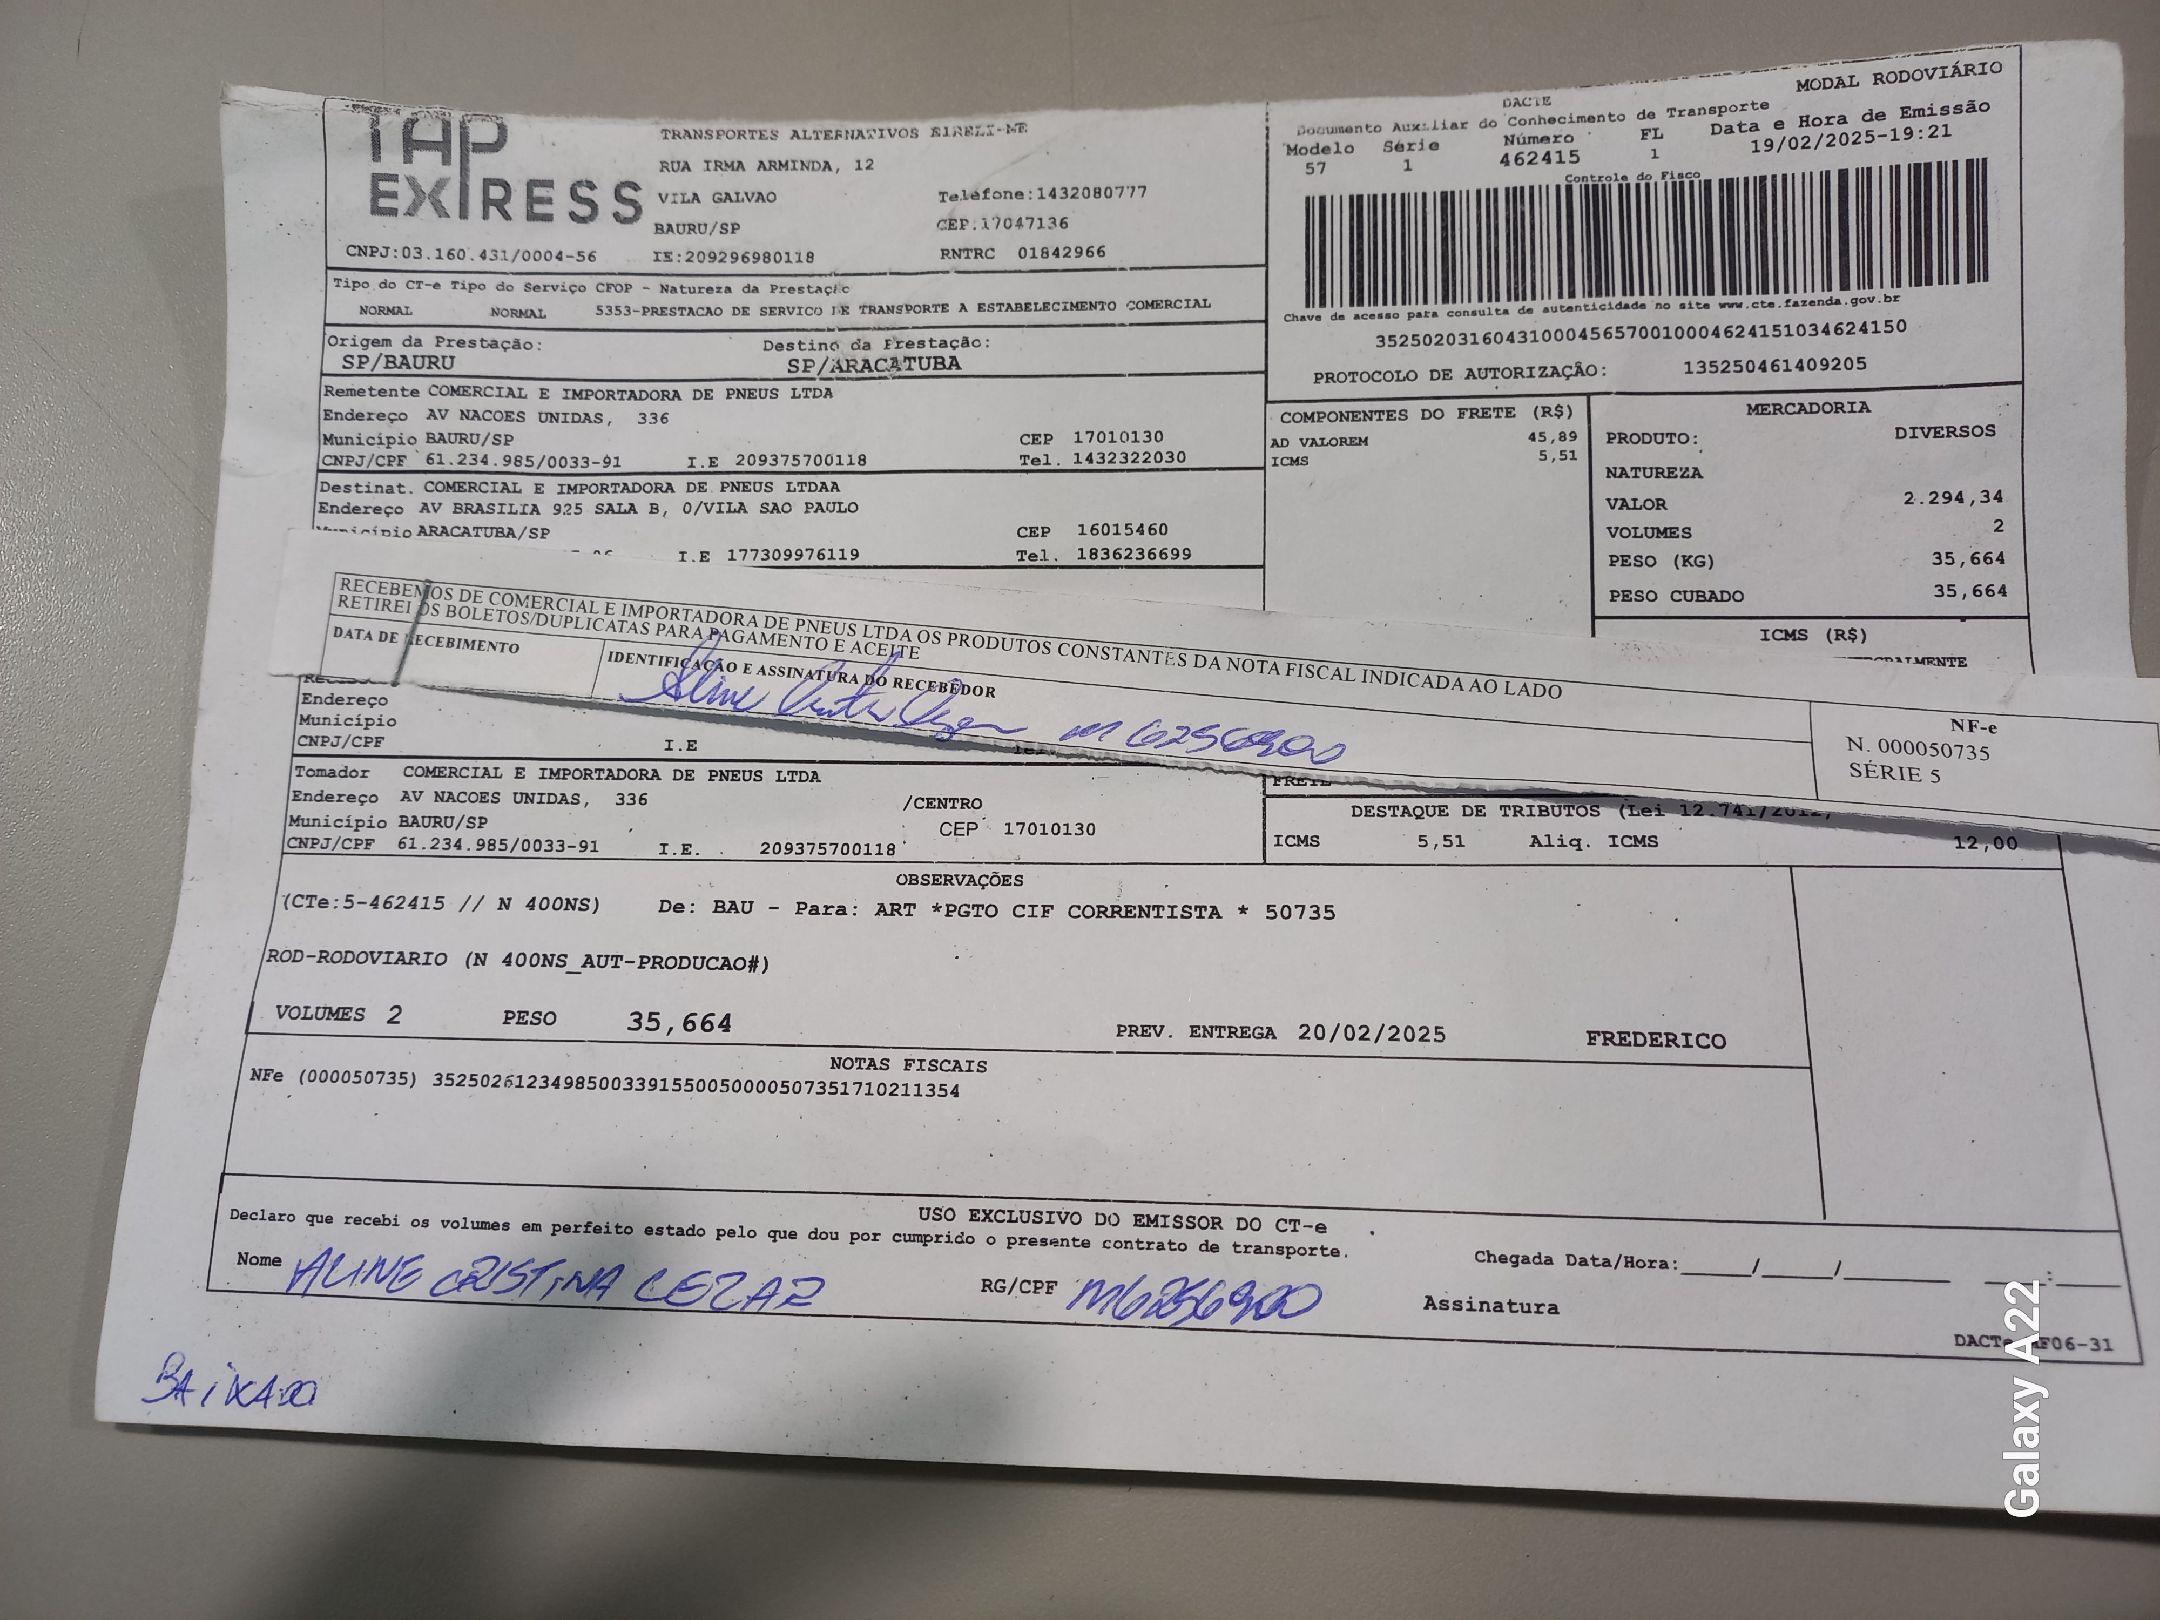 TAP
EXPRESS
TRANSPORTES ALTERNATIVOS EIRELI-ME
RUA IRMA ARMINDA, 12
VILA GALVAO Telefone:1432080777
BAURU/SP CEP.17047136
CNPJ:03.160.431/0004-56 IE:209296980118 RNTRC 01842966
MODAL RODOVIÁRIO
DACTE
Documento Auxiliar do Conhecimento de Transporte
Modelo Série Número FL Data e Hora de Emissão
57 1 462415 1 19/02/2025-19:21
Controle do Fisco
Chave de acesso para consulta de autenticidade no site www.cte.fazenda.gov.br
35250203160431000456570010004624151034624150
PROTOCOLO DE AUTORIZAÇÃO: 135250461409205
Tipo do CT-e Tipo do Serviço CFOP - Natureza da Prestação
NORMAL NORMAL 5353-PRESTACAO DE SERVICO DE TRANSPORTE A ESTABELECIMENTO COMERCIAL
Origem da Prestação: Destino da Prestação:
SP/BAURU SP/ARACATUBA
Remetente COMERCIAL E IMPORTADORA DE PNEUS LTDA
Endereço AV NACOES UNIDAS, 336
Município BAURU/SP CEP 17010130
CNPJ/CPF 61.234.985/0033-91 I.E 209375700118 Tel. 1432322030
Destinat. COMERCIAL E IMPORTADORA DE PNEUS LTDAA
Endereço AV BRASILIA 925 SALA B, 0/VILA SAO PAULO
Município ARACATUBA/SP CEP 16015460
I.E 177309976119 Tel. 1836236699
COMPONENTES DO FRETE (R$)
AD VALOREM 45,89
ICMS 5,51
MERCADORIA
PRODUTO: DIVERSOS
NATUREZA
VALOR 2.294,34
VOLUMES 2
PESO (KG) 35,664
PESO CUBADO 35,664
ICMS (R$)
RECEBEMOS DE COMERCIAL E IMPORTADORA DE PNEUS LTDA OS PRODUTOS CONSTANTES DA NOTA FISCAL INDICADA AO LADO
RETIREI OS BOLETOS/DUPLICATAS PARA PAGAMENTO E ACEITE
DATA DE RECEBIMENTO IDENTIFICAÇÃO E ASSINATURA DO RECEBEDOR
Aline M 6256900
NF-e
N. 000050735
SÉRIE 5
Endereço
Município
CNPJ/CPF I.E
FRETE
Tomador COMERCIAL E IMPORTADORA DE PNEUS LTDA
Endereço AV NACOES UNIDAS, 336 /CENTRO
Município BAURU/SP CEP 17010130
CNPJ/CPF 61.234.985/0033-91 I.E. 209375700118
DESTAQUE DE TRIBUTOS (Lei 12.741/2012)
ICMS 5,51 Aliq. ICMS 12,00
OBSERVAÇÕES
(CTe:5-462415 // N 400NS) De: BAU - Para: ART *PGTO CIF CORRENTISTA * 50735
ROD-RODOVIARIO (N 400NS_AUT-PRODUCAO#)
VOLUMES 2 PESO 35,664 PREV. ENTREGA 20/02/2025 FREDERICO
NOTAS FISCAIS
NFe (000050735) 35250261234985003391550050000507351710211354
USO EXCLUSIVO DO EMISSOR DO CT-e
Declaro que recebi os volumes em perfeito estado pelo que dou por cumprido o presente contrato de transporte.
Chegada Data/Hora:_____/_____/________ ____:_____
Nome ALINE CRISTINA CEZAR RG/CPF M6256900 Assinatura
BAIXADO
Galaxy A22